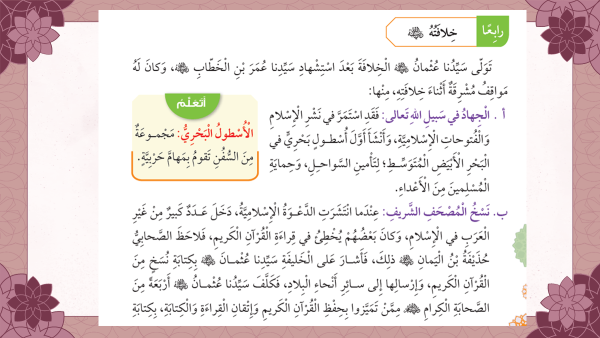 رابِعًا
خِلافَتُهُ ﷺ
تَوَلّى سَيِّدُنا عُثْمانُ الْخِلافَةَ بَعْدَ اسْتِشْهادِ سَيِّدِنا عُمَرَ بْنِ الْخَطّابِ، وَكانَ لَهُ
مَواقِفُ مُشْرِقَةٌ أَثْناءَ خِلافَتِهِ، مِنْها:
أ . الْجِهادُ في سَبيلِ اللهِ تَعالى: فَقَدِ اسْتَمَرَّ في نَشْرِ الْإِسْلامِ
وَالْفُتوحاتِ الْإِسْلامِيَّةِ، وَأَنْشَأَ أَوَّلَ أُسْطولٍ بَحْرِيٍّ في
الْبَحْرِ الْأَبْيَضِ الْمُتَوَسِّطِ؛ لِتَأْمينِ السَّواحِلِ، وَحِمايَةِ
الْمُسْلِمينَ مِنَ الْأَعْداءِ.
أَتَعَلَّمُ
الْأُسْطولُ الْبَحْرِيُّ: مَجْموعَةٌ
مِنَ السُّفُنِ تَقومُ بِمَهامَّ حَرْبِيَّةٍ.
ب. نَسْخُ الْمُصْحَفِ الشَّريفِ: عِنْدَما انْتَشَرَتِ الدَّعْوَةُ الْإِسْلامِيَّةُ، دَخَلَ عَدَدٌ كَبيرٌ مِنْ غَيْرِ
الْعَرَبِ في الْإِسْلامِ، وَكانَ بَعْضُهُمْ يُخْطِئُ في قِراءَةِ الْقُرْآنِ الْكَريمِ، فَلاحَظَ الصَّحابِيُّ
حُذَيْفَةُ بْنُ الْيَمانِ ذلِكَ، فَأَشارَ عَلى الْخَليفَةِ سَيِّدِنا عُثْمانَ بِكِتابَةِ نُسَخٍ مِنَ
الْقُرْآنِ الْكَريمِ، وَإِرْسالِها إِلى سائِرِ أَنْحاءِ الْبِلادِ، فَكَلَّفَ سَيِّدُنا عُثْمانُ أَرْبَعَةً مِنَ
الصَّحابَةِ الْكِرامِ مِمَّنْ تَمَيَّزوا بِحِفْظِ الْقُرْآنِ الْكَريمِ وَإِتْقانِ الْقِراءَةِ وَالْكِتابَةِ، بِكِتابَةِ